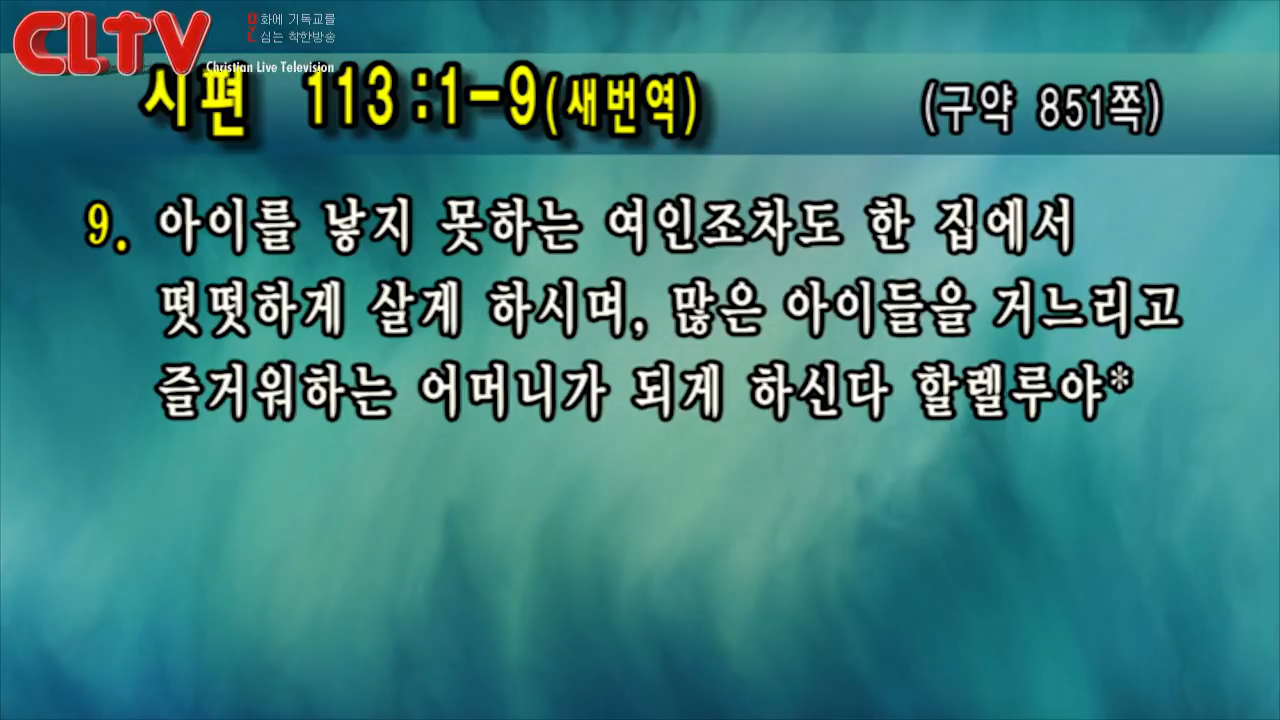 CLTV
문화에 기독교를
심는 착한방송
Christian Live Television
시편 113:1-9(새번역)
(구약 851쪽)
9. 아이를 낳지 못하는 여인조차도 한 집에서
떳떳하게 살게 하시며, 많은 아이들을 거느리고
즐거워하는 어머니가 되게 하신다 할렐루야*